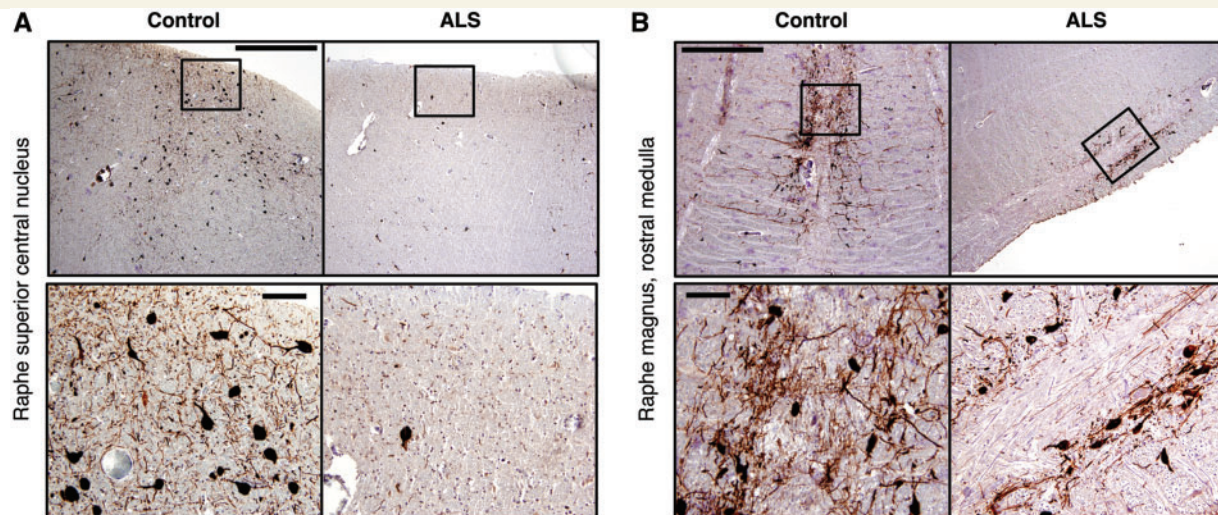 A
Control
ALS
Raphe superior central nucleus
B
Control
ALS
Raphe magnus, rostral medulla